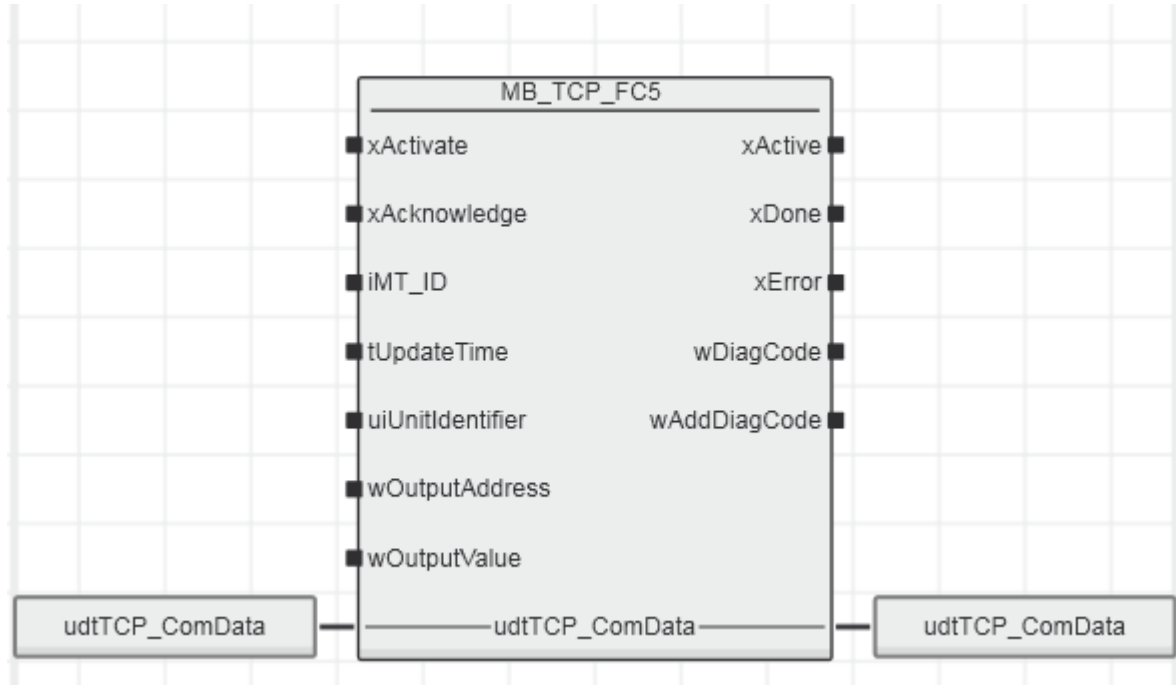 MB_TCP_FC5
xActivate xActive
xAcknowledge xDone
iMT_ID xError
tUpdateTime wDiagCode
uiUnitIdentifier wAddDiagCode
wOutputAddress
wOutputValue
udtTCP_ComData udtTCP_ComData udtTCP_ComData